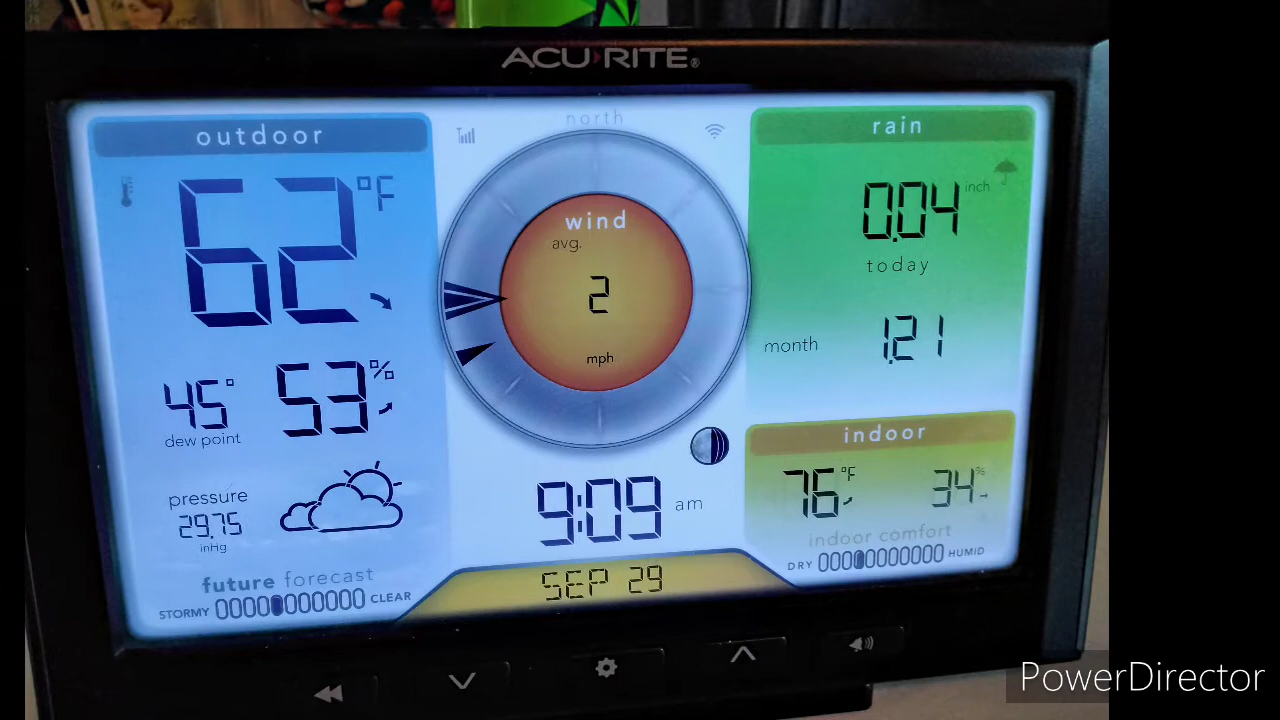 ACU›RITE®
outdoor
62°F
45°
dew point
53%
pressure
29.75
inHg
future forecast
STORMY 00000000000 CLEAR
north
wind
avg.
2
mph
9:09 am
SEP 29
rain
0.04 inch
today
month 1.21
indoor
76°F 34%
indoor comfort
DRY 00000000000 HUMID
PowerDirector